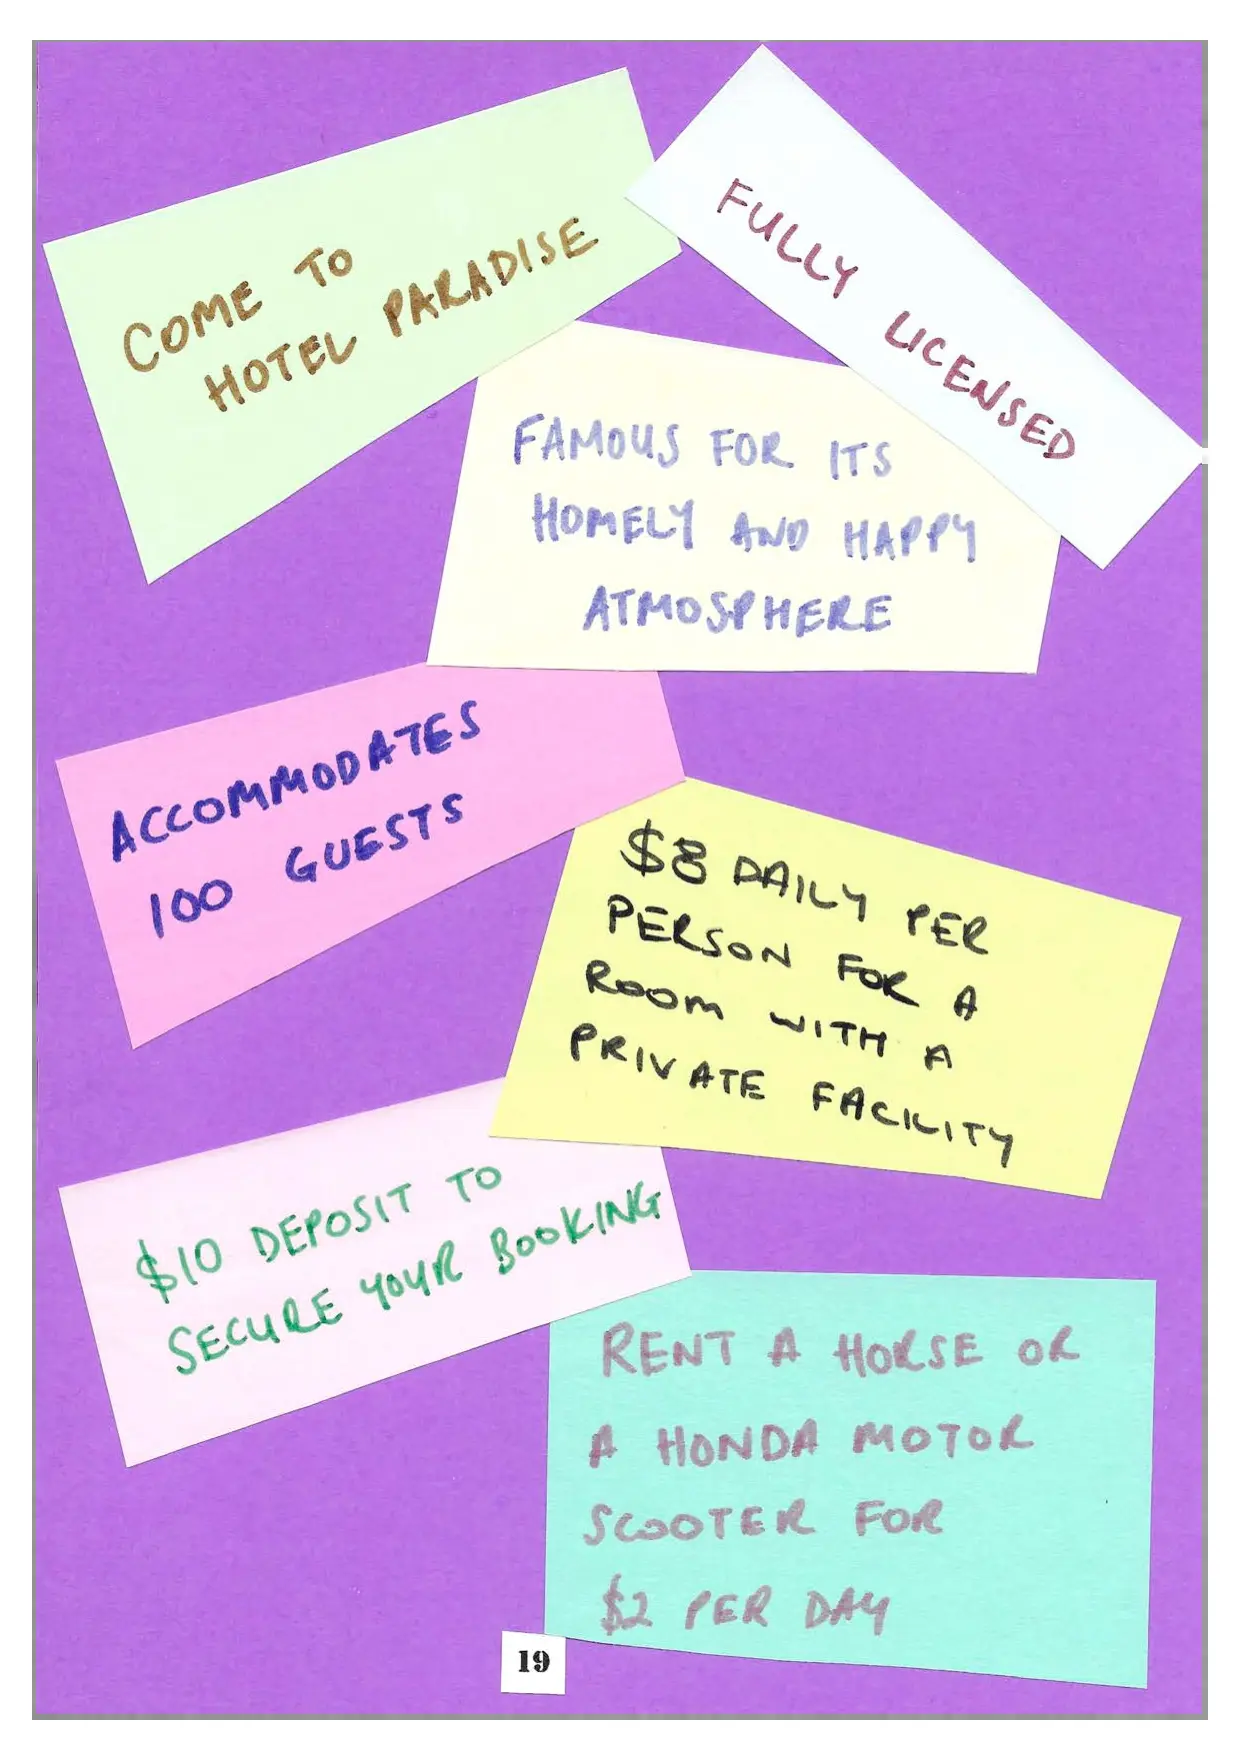 COME TO
HOTEL PARADISE
FULLY LICENSED
FAMOUS FOR ITS
HOMELY AND HAPPY
ATMOSPHERE
ACCOMMODATES
100 GUESTS
$8 DAILY PER
PERSON FOR A
ROOM WITH A
PRIVATE FACILITY
$10 DEPOSIT TO
SECURE YOUR BOOKING
RENT A HORSE OR
A HONDA MOTOR
SCOOTER FOR
$2 PER DAY
19